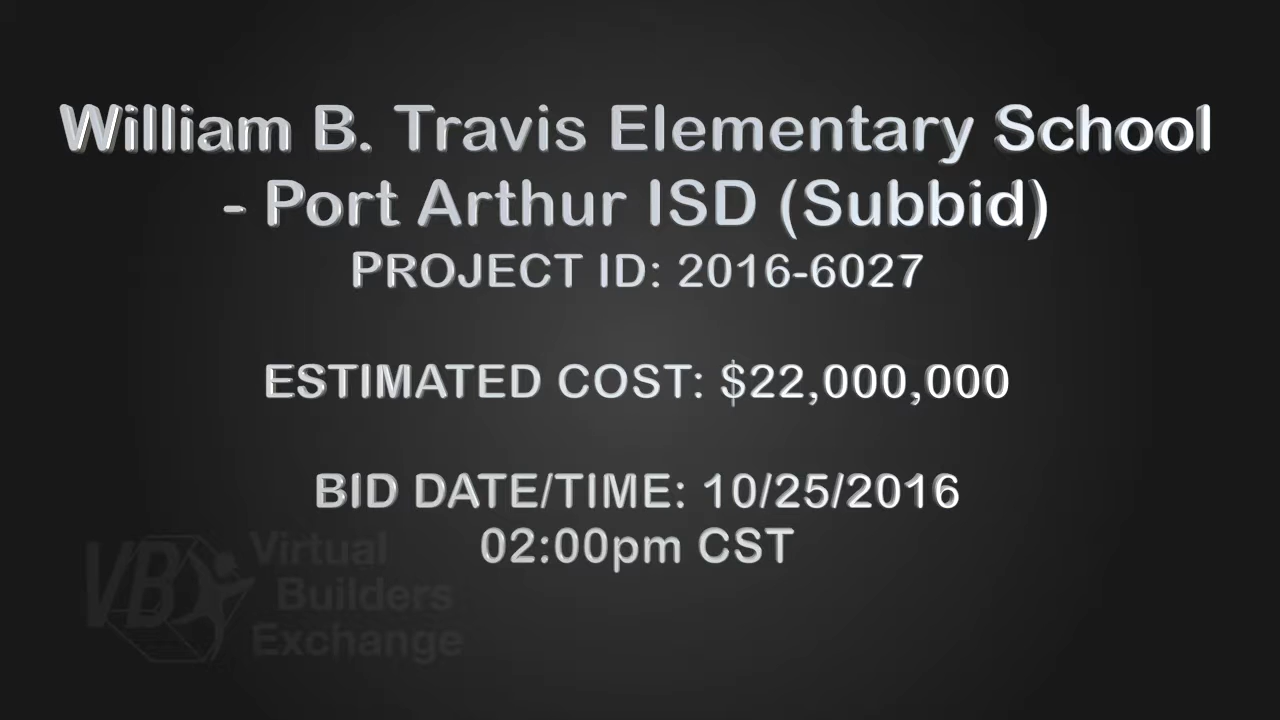 William B. Travis Elementary School
- Port Arthur ISD (Subbid)
PROJECT ID: 2016-6027
ESTIMATED COST: $22,000,000
BID DATE/TIME: 10/25/2016
02:00pm CST
VBX
Virtual
Builders
Exchange